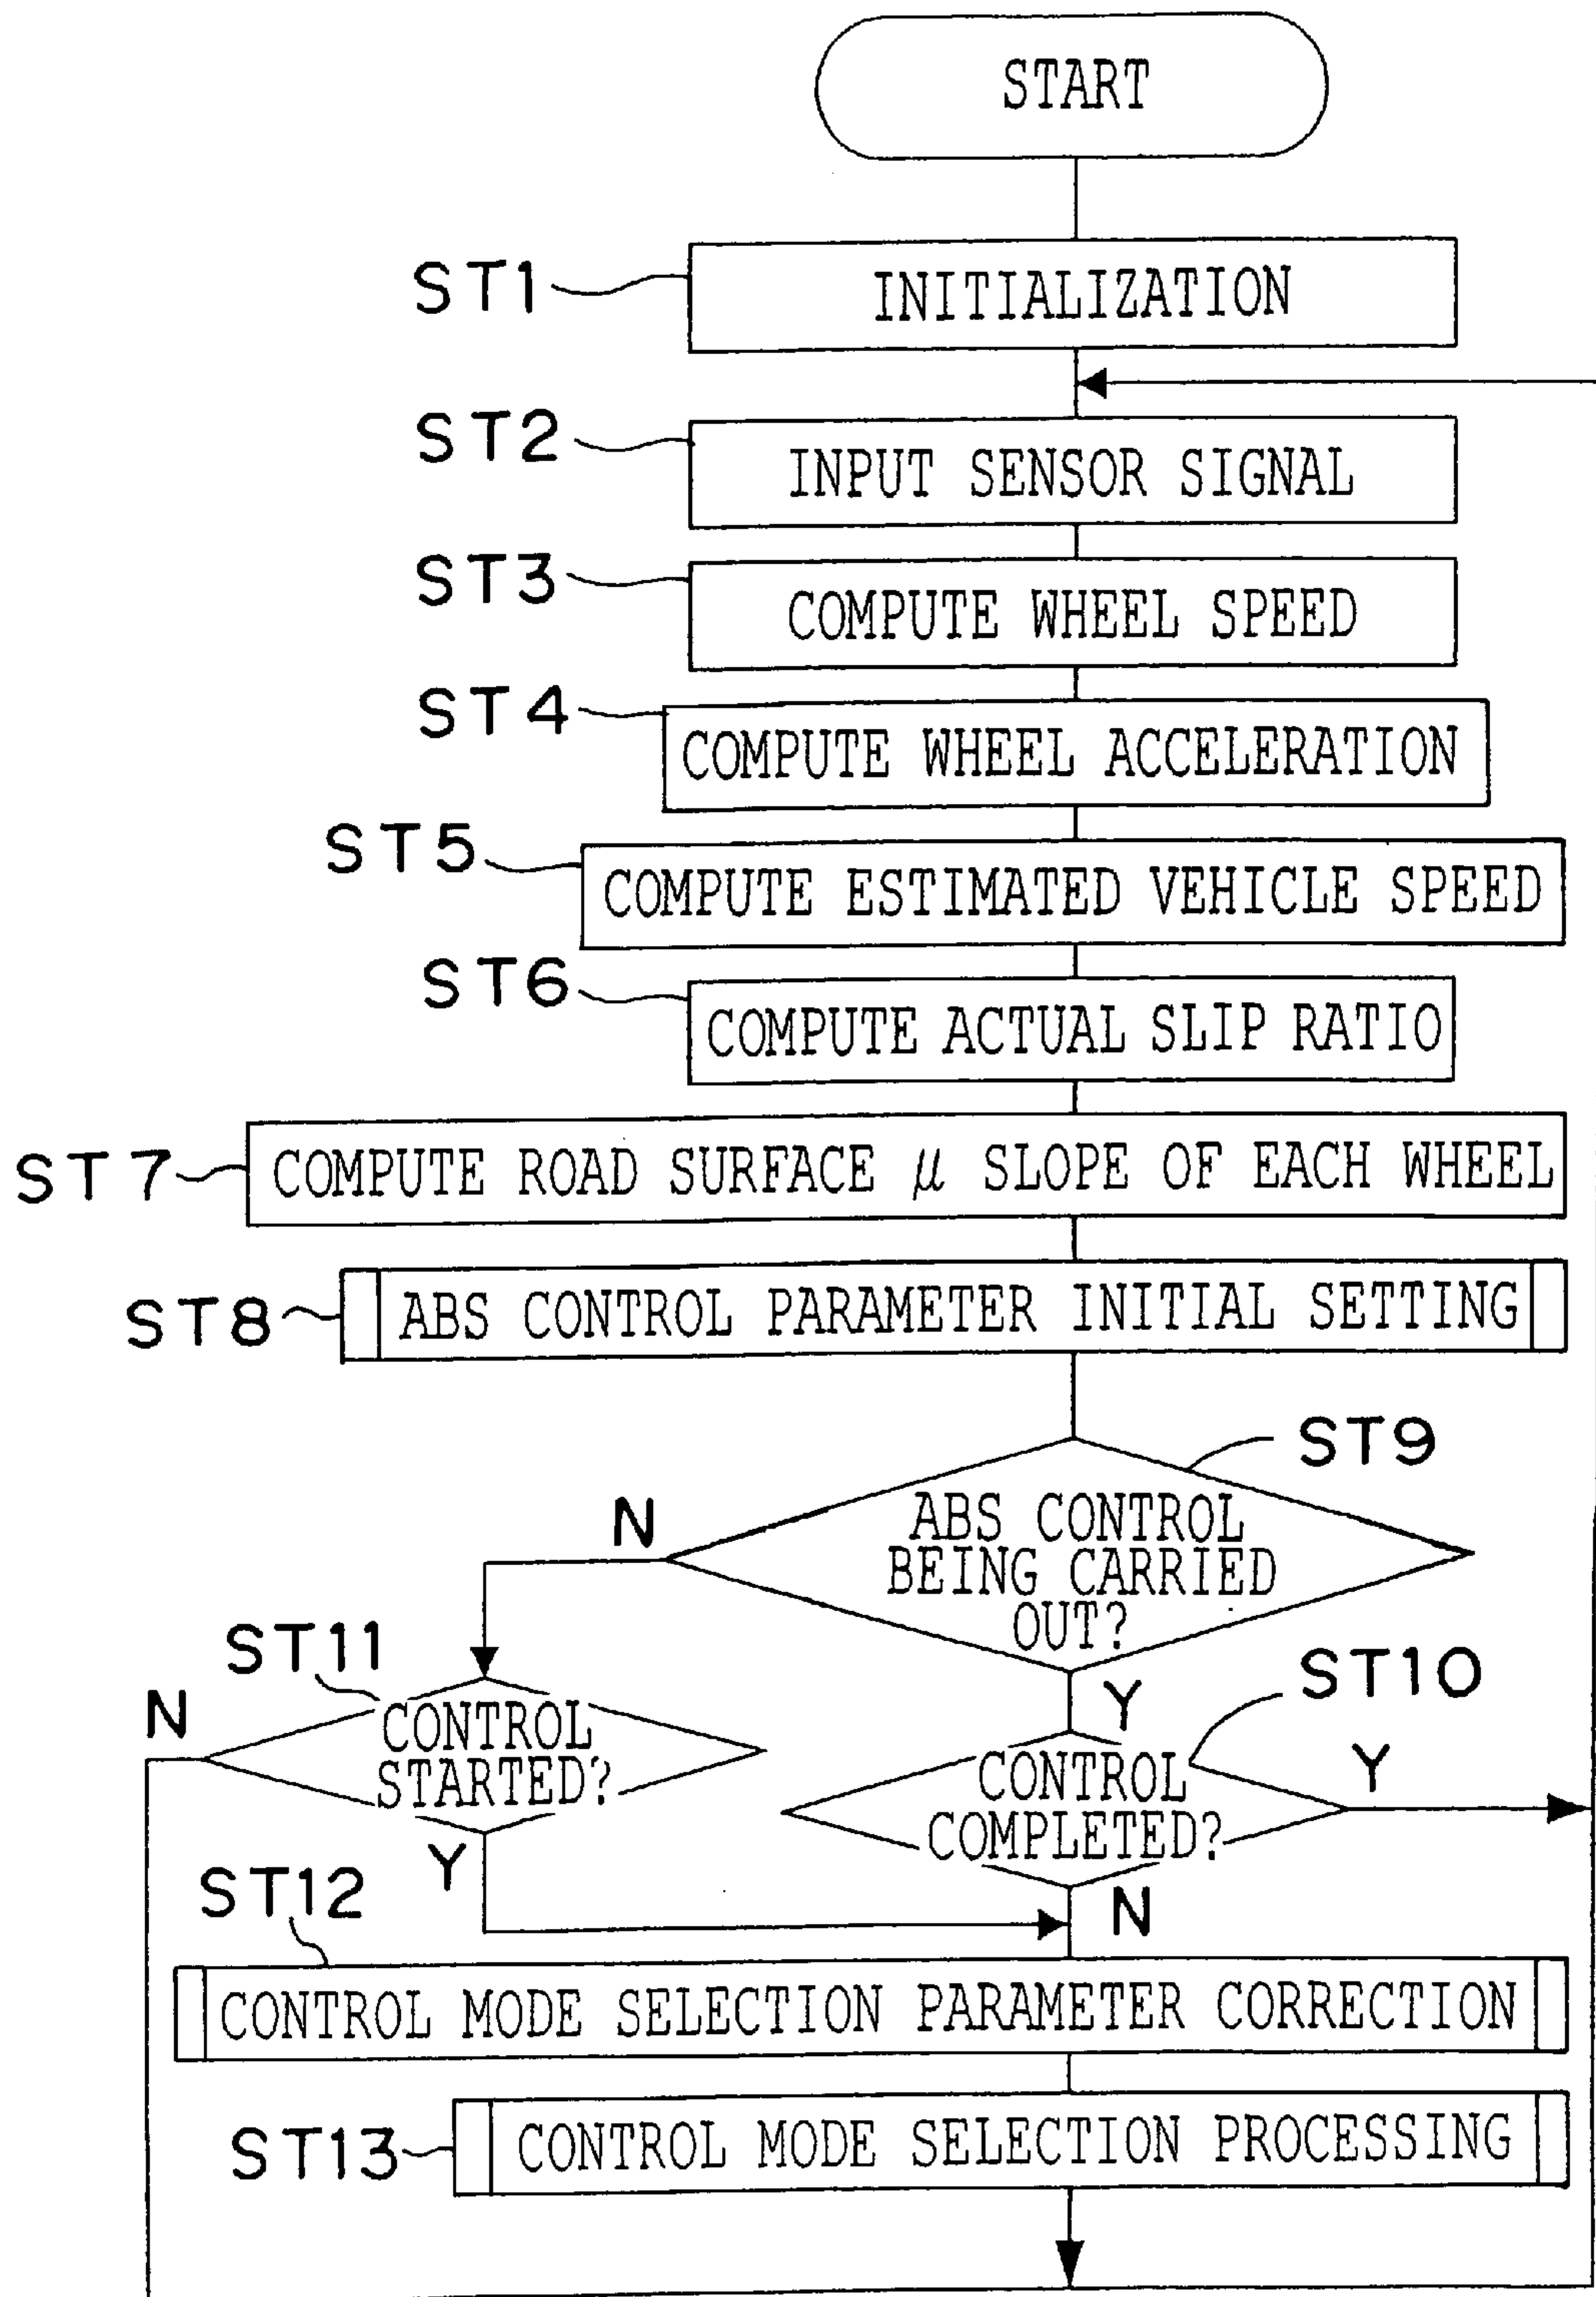 START
ST1
INITIALIZATION
ST2
INPUT SENSOR SIGNAL
ST3
COMPUTE WHEEL SPEED
ST4
COMPUTE WHEEL ACCELERATION
ST5
COMPUTE ESTIMATED VEHICLE SPEED
ST6
COMPUTE ACTUAL SLIP RATIO
ST7
COMPUTE ROAD SURFACE μ SLOPE OF EACH WHEEL
ST8
ABS CONTROL PARAMETER INITIAL SETTING
ST9
N
ABS CONTROL
BEING CARRIED
OUT?
ST11
ST10
N
Y
CONTROL
STARTED?
CONTROL
COMPLETED?
Y
Y
N
ST12
CONTROL MODE SELECTION PARAMETER CORRECTION
ST13
CONTROL MODE SELECTION PROCESSING